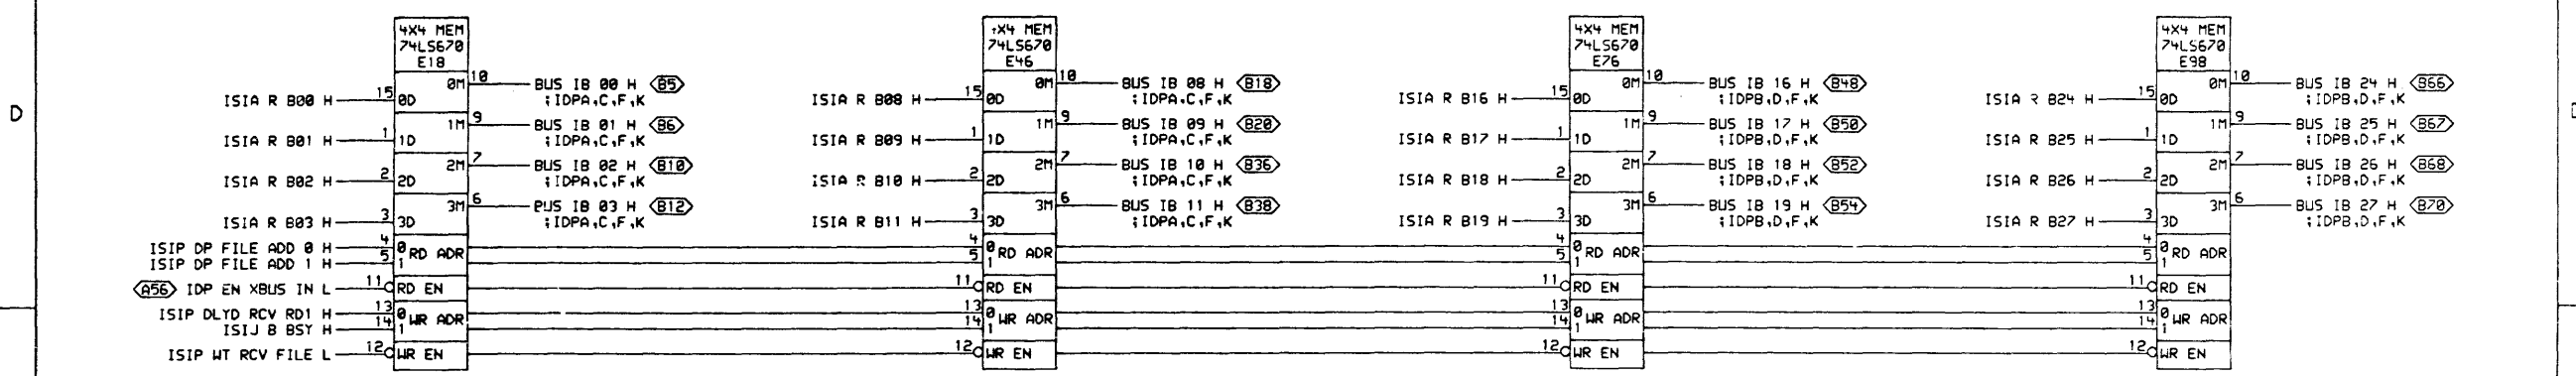 4X4 MEM
74LS670
E18
ISIA R B00 H 15 0D 0M 10 BUS IB 00 H B5
;IDPA,C,F,K
ISIA R B01 H 1 1D 1M 9 BUS IB 01 H B6
;IDPA,C,F,K
ISIA R B02 H 2 2D 2M 7 BUS IB 02 H B10
;IDPA,C,F,K
ISIA R B03 H 3 3D 3M 6 BUS IB 03 H B12
;IDPA,C,F,K
ISIP DP FILE ADD 0 H 4 0 RD ADR
ISIP DP FILE ADD 1 H 5 1
A56 IDP EN XBUS IN L 11 RD EN
ISIP DLYD RCV RD1 H 13 0 WR ADR
ISIJ B BSY H 14 1
ISIP WT RCV FILE L 12 WR EN
4X4 MEM
74LS670
E46
ISIA R B08 H 15 0D 0M 10 BUS IB 08 H B18
;IDPA,C,F,K
ISIA R B09 H 1 1D 1M 9 BUS IB 09 H B20
;IDPA,C,F,K
ISIA R B10 H 2 2D 2M 7 BUS IB 10 H B36
;IDPA,C,F,K
ISIA R B11 H 3 3D 3M 6 BUS IB 11 H B38
;IDPA,C,F,K
4 0 RD ADR
5 1
11 RD EN
13 0 WR ADR
14 1
12 WR EN
4X4 MEM
74LS670
E76
ISIA R B16 H 15 0D 0M 10 BUS IB 16 H B48
;IDPB,D,F,K
ISIA R B17 H 1 1D 1M 9 BUS IB 17 H B50
;IDPB,D,F,K
ISIA R B18 H 2 2D 2M 7 BUS IB 18 H B52
;IDPB,D,F,K
ISIA R B19 H 3 3D 3M 6 BUS IB 19 H B54
;IDPB,D,F,K
4 0 RD ADR
5 1
11 RD EN
13 0 WR ADR
14 1
12 WR EN
4X4 MEM
74LS670
E98
ISIA R B24 H 15 0D 0M 10 BUS IB 24 H B66
;IDPB,D,F,K
ISIA R B25 H 1 1D 1M 9 BUS IB 25 H B67
;IDPB,D,F,K
ISIA R B26 H 2 2D 2M 7 BUS IB 26 H B68
;IDPB,D,F,K
ISIA R B27 H 3 3D 3M 6 BUS IB 27 H B70
;IDPB,D,F,K
4 0 RD ADR
5 1
11 RD EN
13 0 WR ADR
14 1
12 WR EN
D